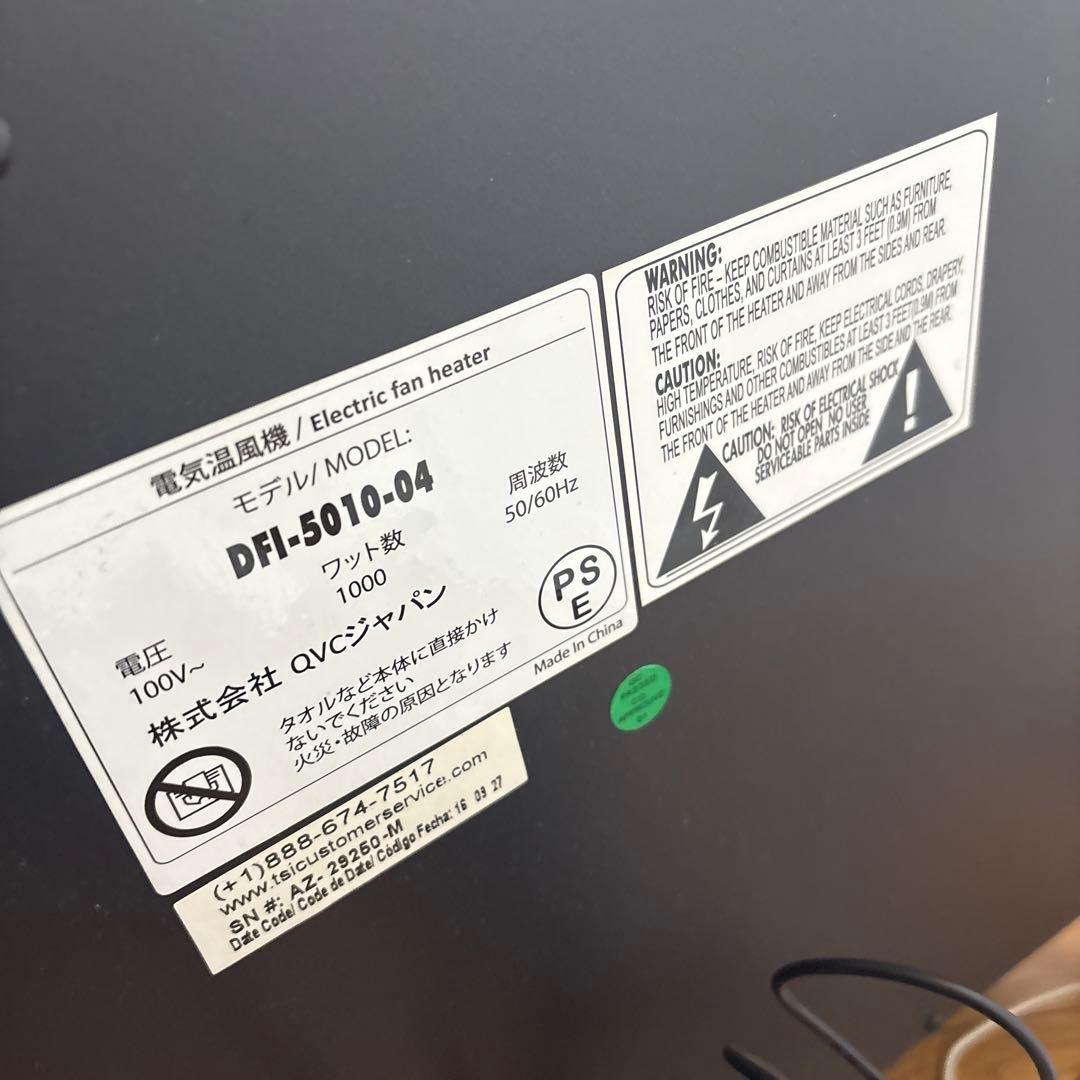 電気温風機 / Electric fan heater
モデル/ MODEL:
DFI-5010-04
ワット数
1000
周波数
50/60Hz
電圧
100V~
株式会社 QVCジャパン
PS
E
タオルなど本体に直接かけ
ないでください
火災・故障の原因となります
Made In China
(+1)888-674-7517
www.tsicustomerservice.com
SN #: AZ- 29250-M
Date Code/ Code de Date/ Código Fecha: 16 09 27
WARNING:
RISK OF FIRE – KEEP COMBUSTIBLE MATERIAL SUCH AS FURNITURE,
PAPERS, CLOTHES, AND CURTAINS AT LEAST 3 FEET (0.9M) FROM
THE FRONT OF THE HEATER AND AWAY FROM THE SIDES AND REAR.
CAUTION:
HIGH TEMPERATURE, RISK OF FIRE, KEEP ELECTRICAL CORDS, DRAPERY,
FURNISHINGS AND OTHER COMBUSTIBLES AT LEAST 3 FEET(0.9M) FROM
THE FRONT OF THE HEATER AND AWAY FROM THE SIDE AND THE REAR.
CAUTION: RISK OF ELECTRICAL SHOCK
DO NOT OPEN NO USER
SERVICEABLE PARTS INSIDE
!
QC
PASSED